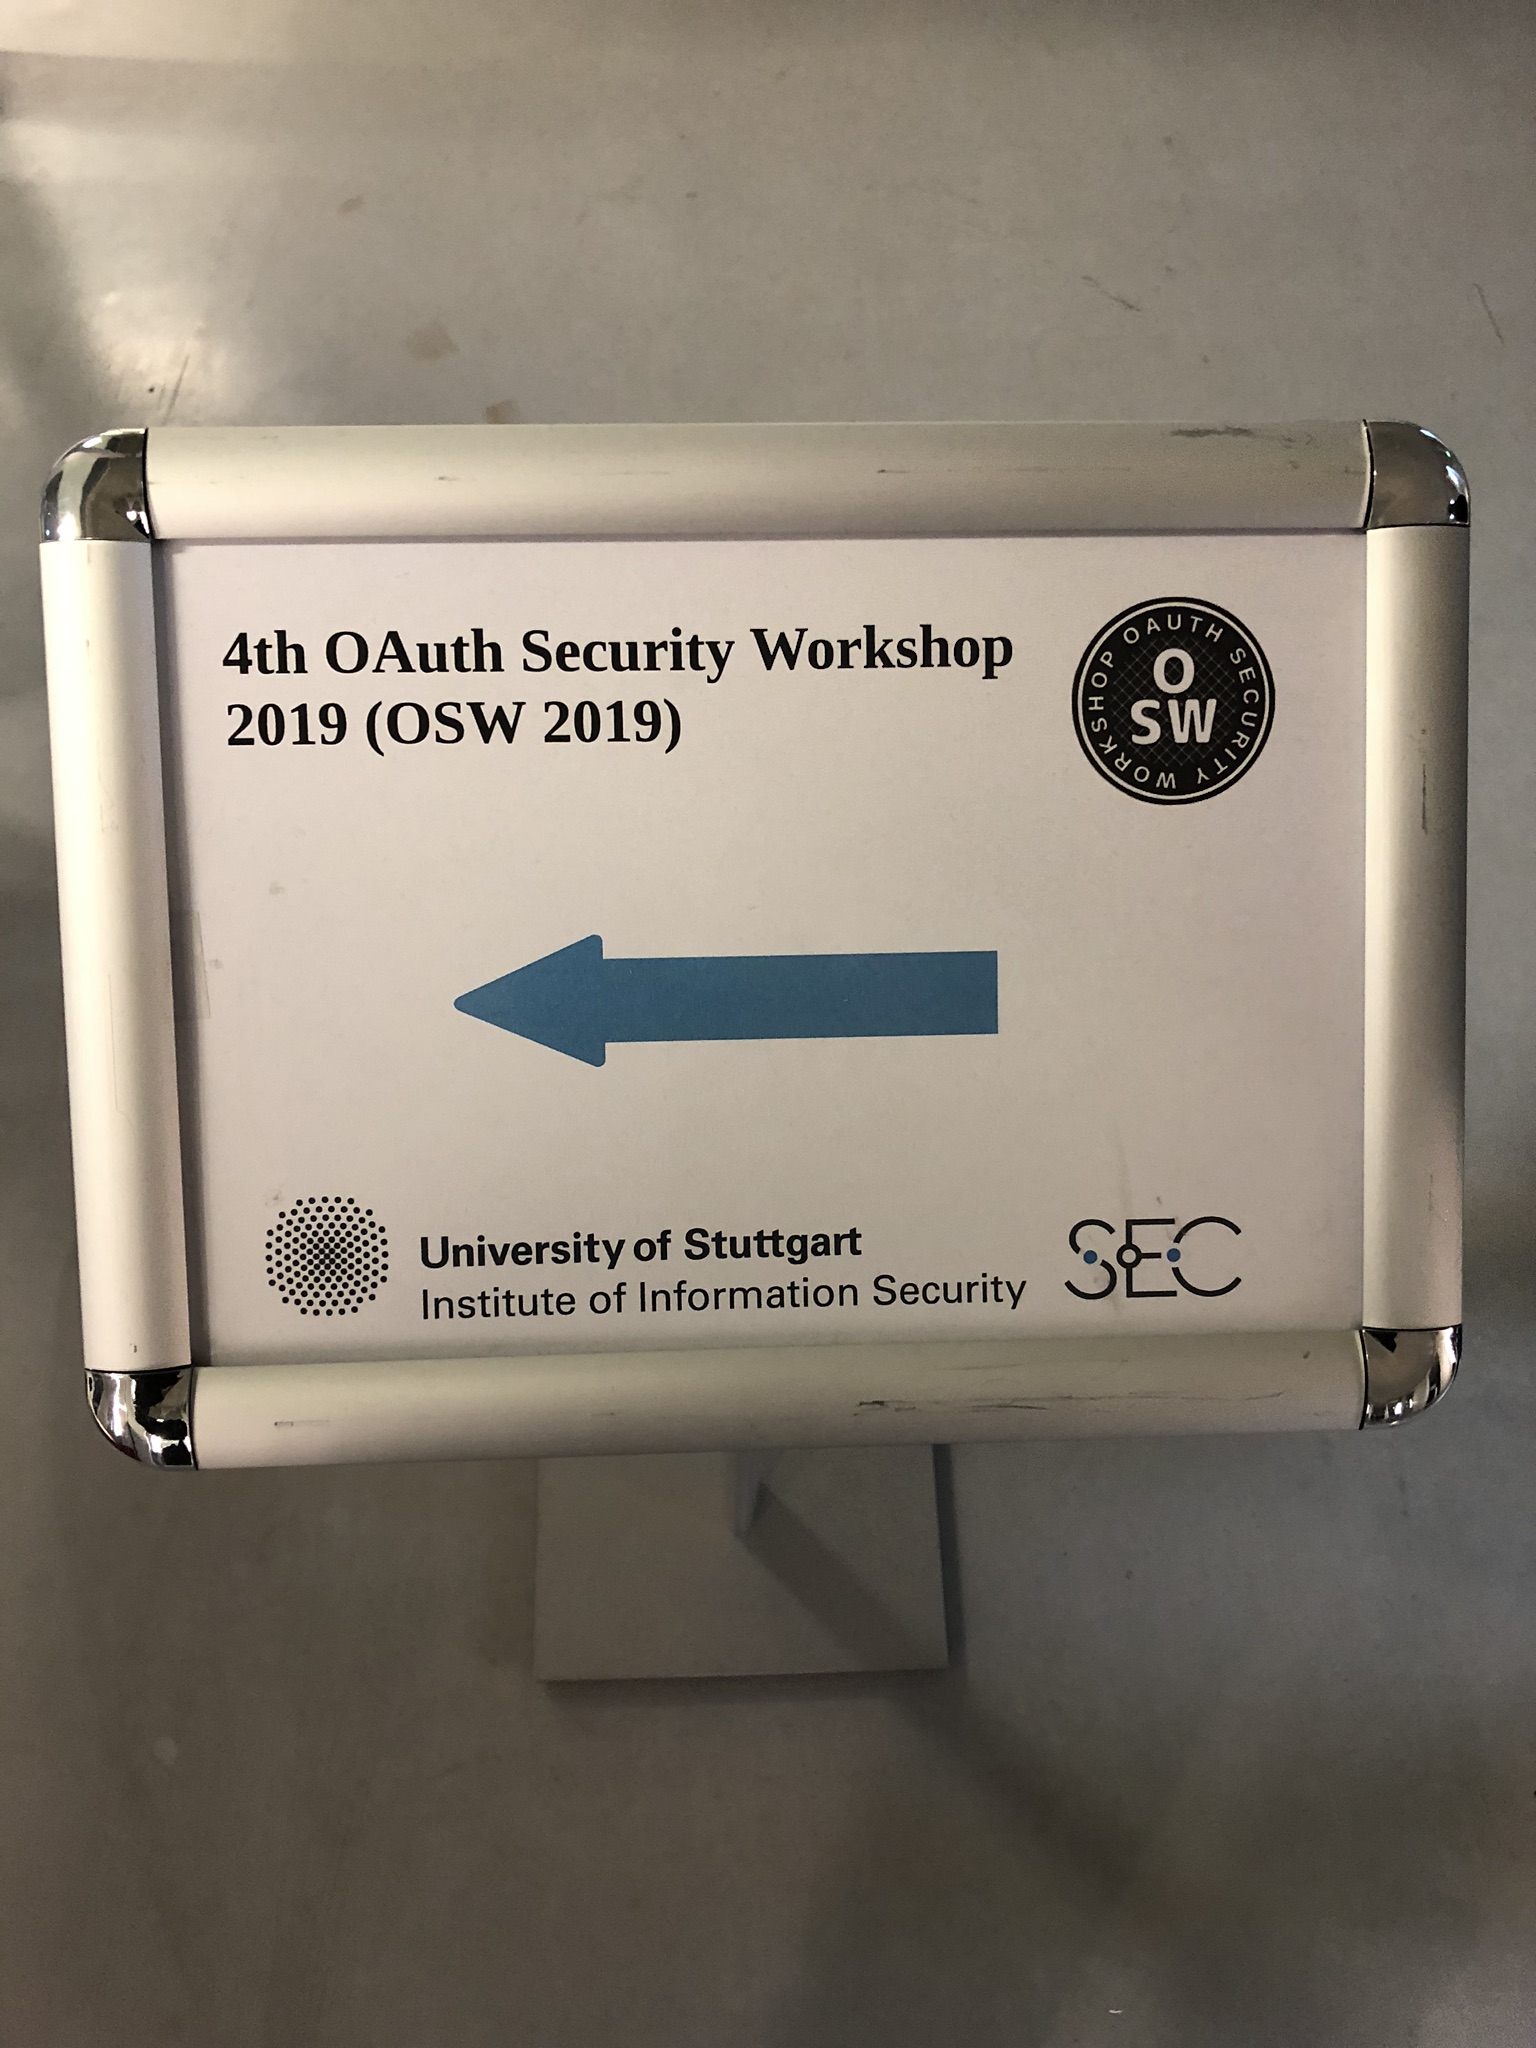 4th OAuth Security Workshop
2019 (OSW 2019)
OAUTH SECURITY WORKSHOP
O
SW
University of Stuttgart
Institute of Information Security
SEC